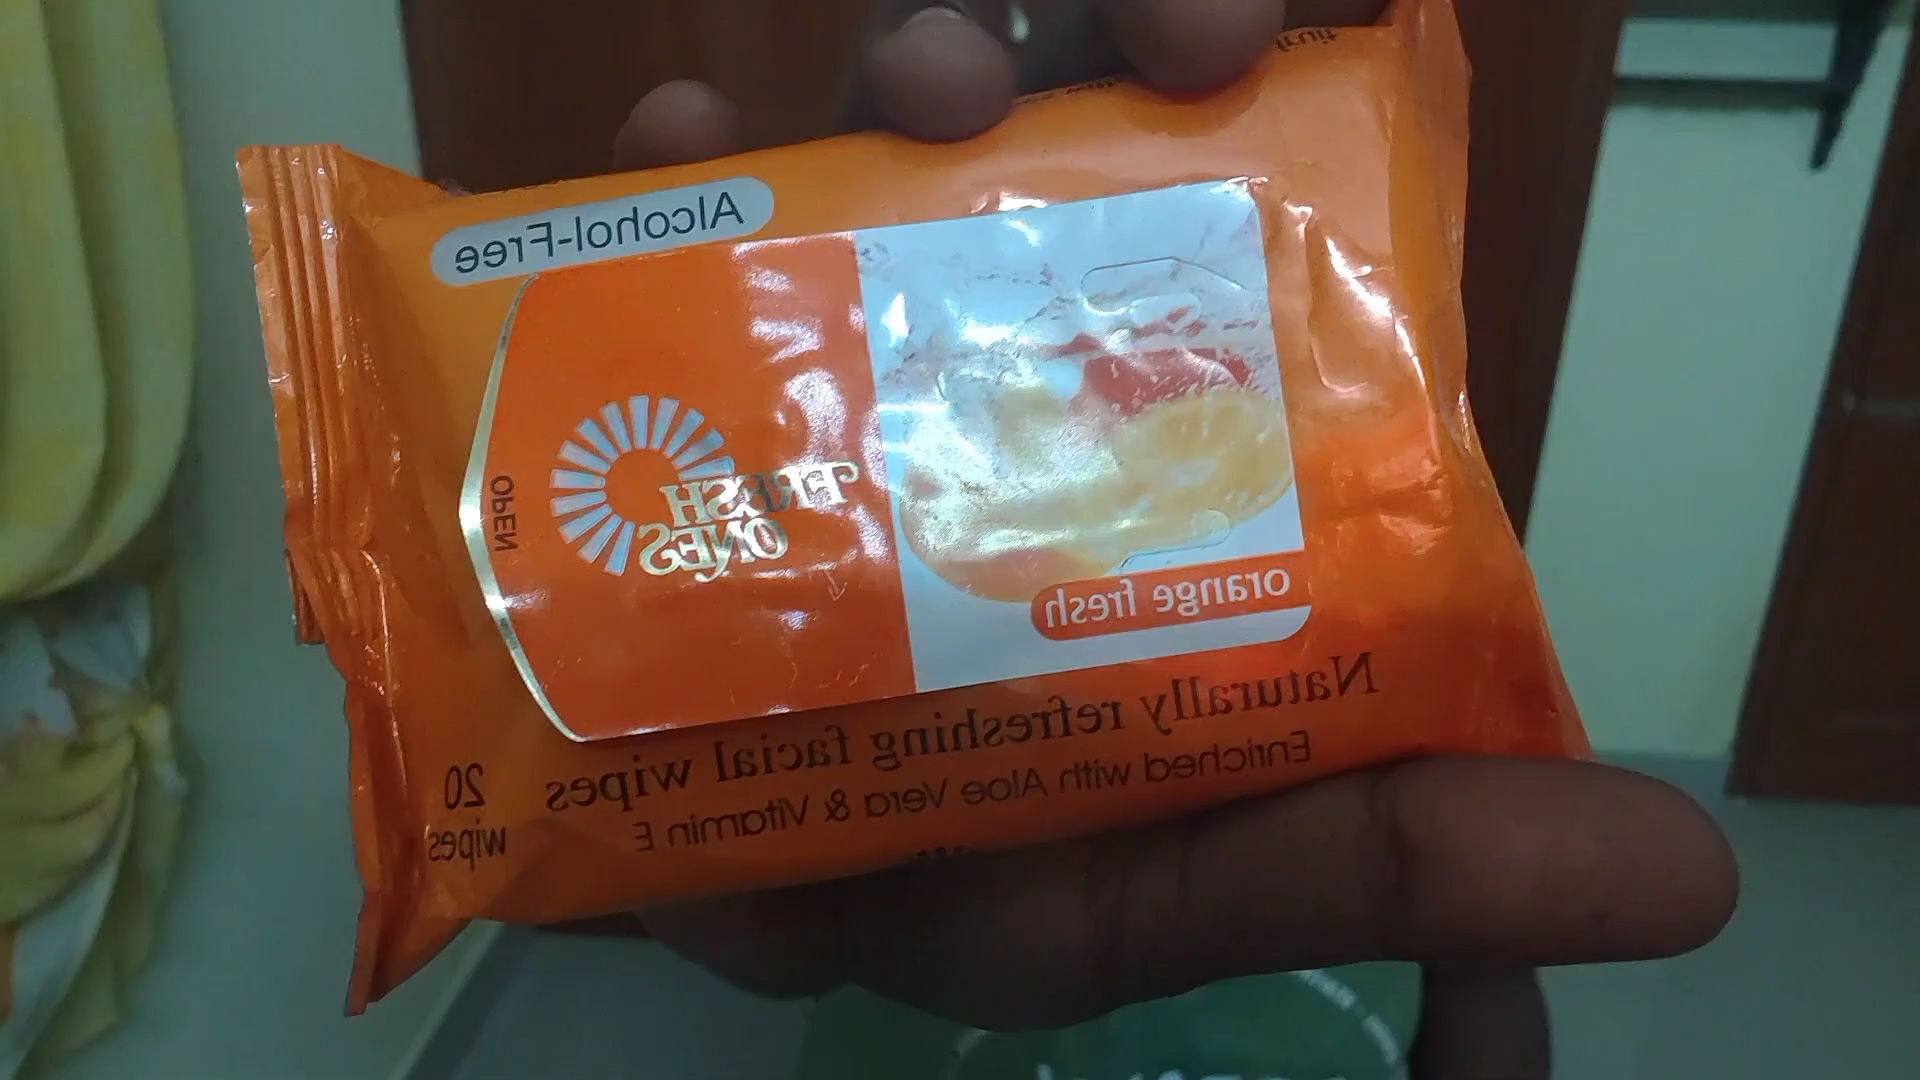 Alcohol-Free
OPEN
FRESH
ONES
orange fresh
Naturally refreshing facial wipes
Enriched with Aloe Vera & Vitamin E
20
wipes